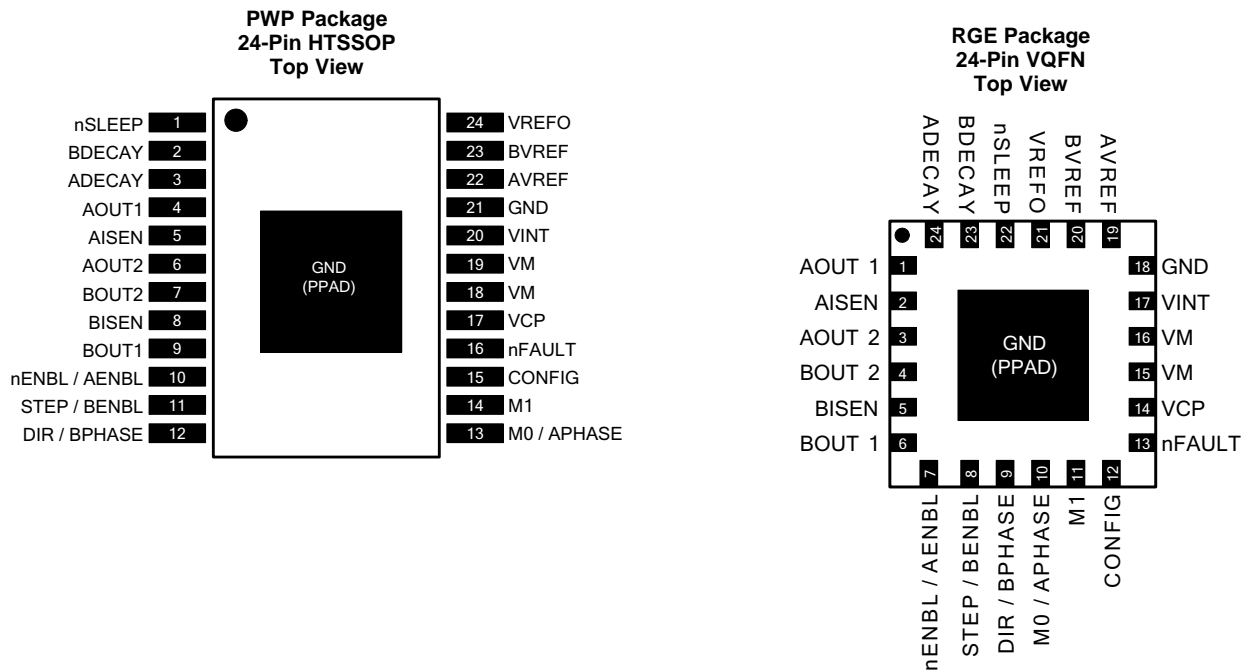 PWP Package
24-Pin HTSSOP
Top View
nSLEEP 1
BDECAY 2
ADECAY 3
AOUT1 4
AISEN 5
AOUT2 6
BOUT2 7
BISEN 8
BOUT1 9
nENBL / AENBL 10
STEP / BENBL 11
DIR / BPHASE 12
GND
(PPAD)
24 VREFO
23 BVREF
22 AVREF
21 GND
20 VINT
19 VM
18 VM
17 VCP
16 nFAULT
15 CONFIG
14 M1
13 M0 / APHASE
RGE Package
24-Pin VQFN
Top View
ADECAY 24
BDECAY 23
nSLEEP 22
VREFO 21
BVREF 20
AVREF 19
AOUT 1 1
AISEN 2
AOUT 2 3
BOUT 2 4
BISEN 5
BOUT 1 6
GND
(PPAD)
18 GND
17 VINT
16 VM
15 VM
14 VCP
13 nFAULT
nENBL / AENBL 7
STEP / BENBL 8
DIR / BPHASE 9
M0 / APHASE 10
M1 11
CONFIG 12